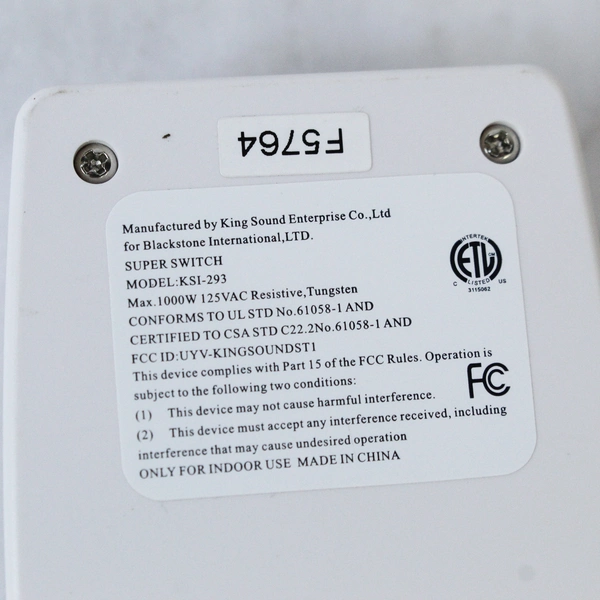 F5764
Manufactured by King Sound Enterprise Co.,Ltd
for Blackstone International,LTD.
SUPER SWITCH
MODEL:KSI-293
Max.1000W 125VAC Resistive,Tungsten
CONFORMS TO UL STD No.61058-1 AND
CERTIFIED TO CSA STD C22.2No.61058-1 AND
FCC ID:UYV-KINGSOUNDST1
This device complies with Part 15 of the FCC Rules. Operation is
subject to the following two conditions:
(1) This device may not cause harmful interference.
(2) This device must accept any interference received, including
interference that may cause undesired operation
ONLY FOR INDOOR USE MADE IN CHINA
INTERTEK
ETL
C LISTED US
3115062
FC